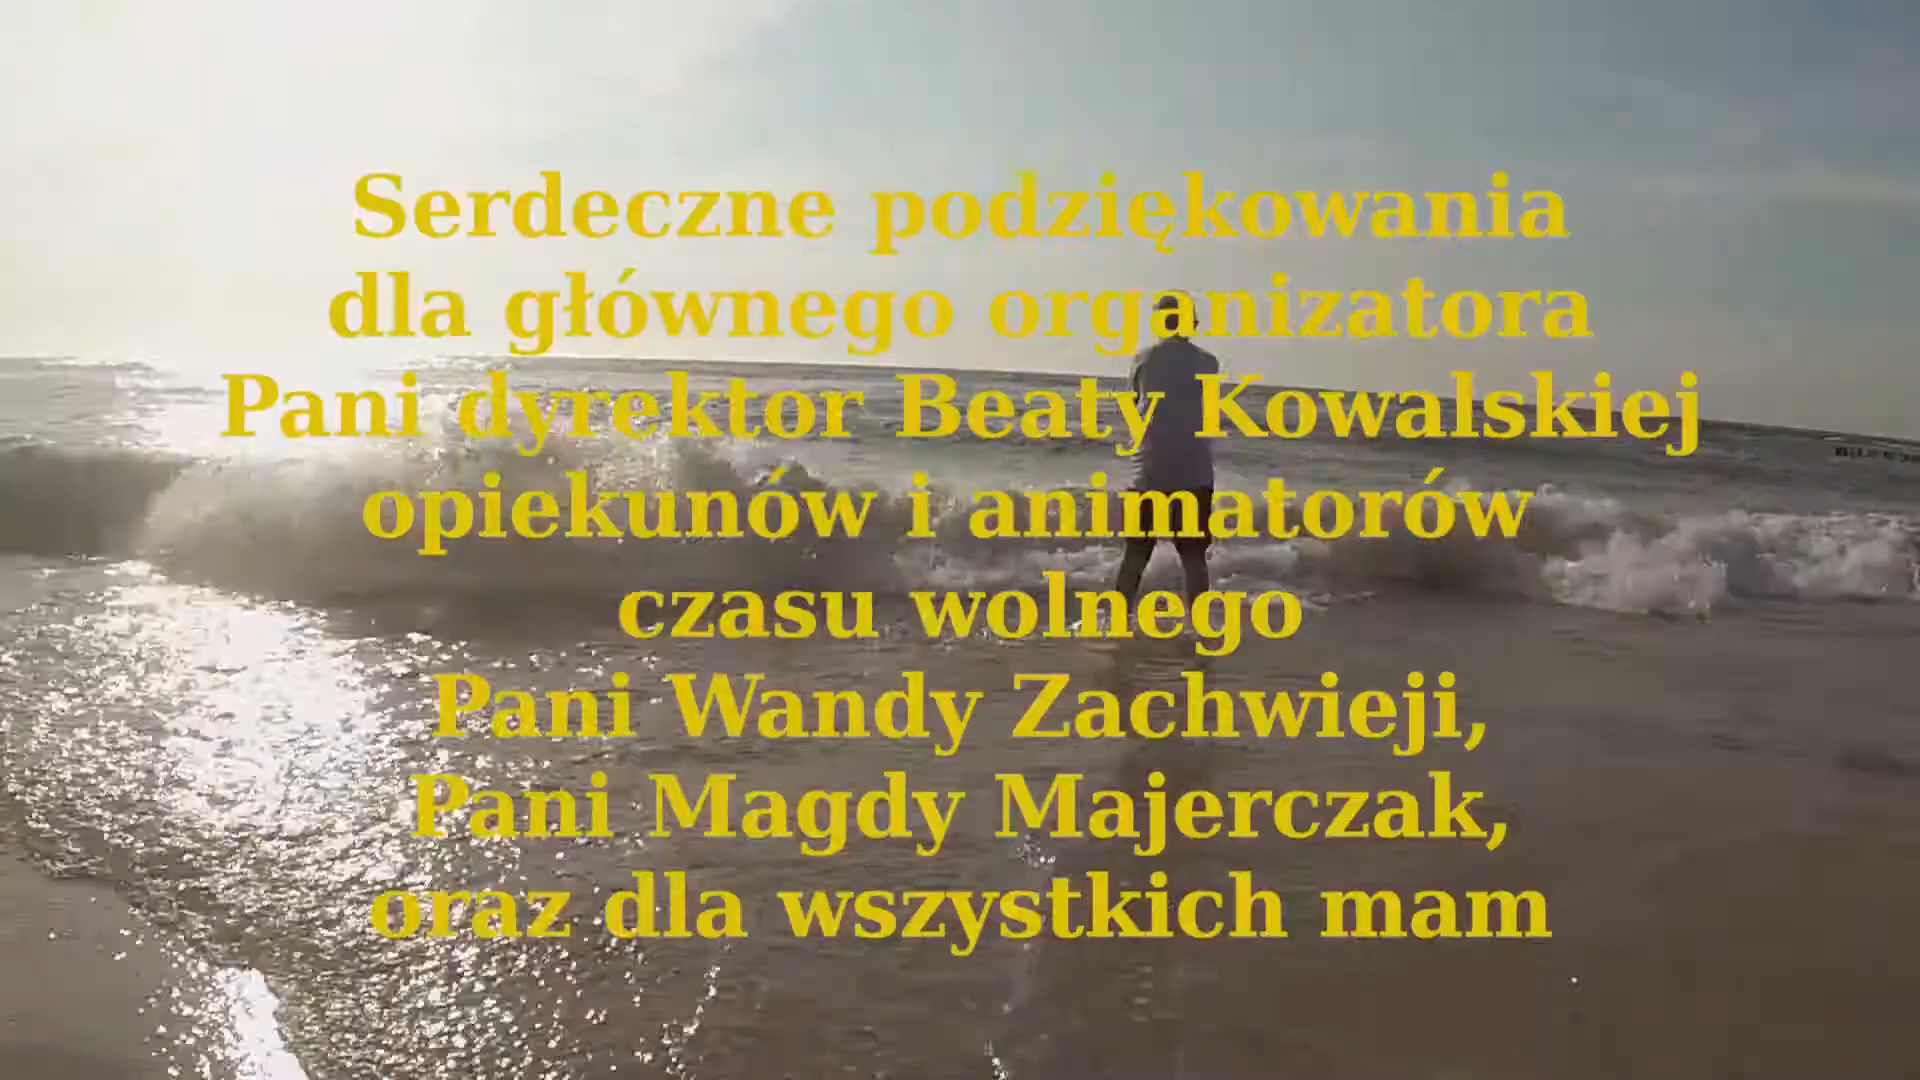 Serdeczne podziękowania
dla głównego organizatora
Pani dyrektor Beaty Kowalskiej
opiekunów i animatorów
czasu wolnego
Pani Wandy Zachwieji,
Pani Magdy Majerczak,
oraz dla wszystkich mam